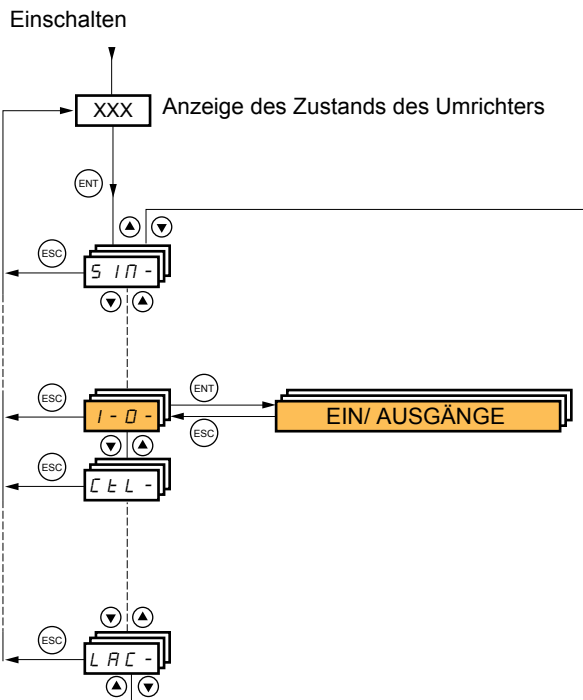 Einschalten
XXX Anzeige des Zustands des Umrichters
ENT
ESC
SIM-
ESC
ENT
I-O-
EIN/ AUSGÄNGE
ESC
ESC
CtL-
ESC
LAC-